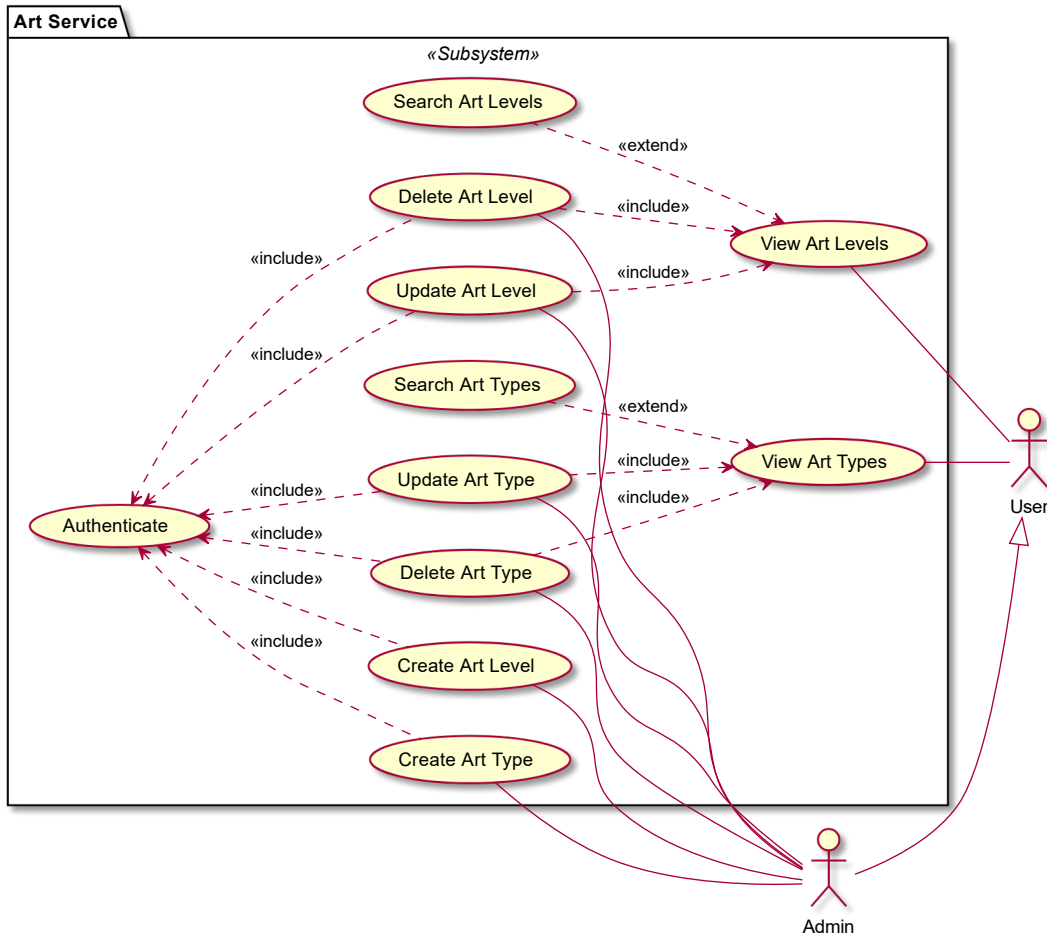 Art Service
«Subsystem»
Search Art Levels
«extend»
Delete Art Level
«include»
View Art Levels
«include»
Update Art Level
«include»
«include»
Search Art Types
«extend»
View Art Types
Update Art Type
«include»
«include»
«include»
User
Authenticate
«include»
Delete Art Type
«include»
Create Art Level
«include»
Create Art Type
Admin